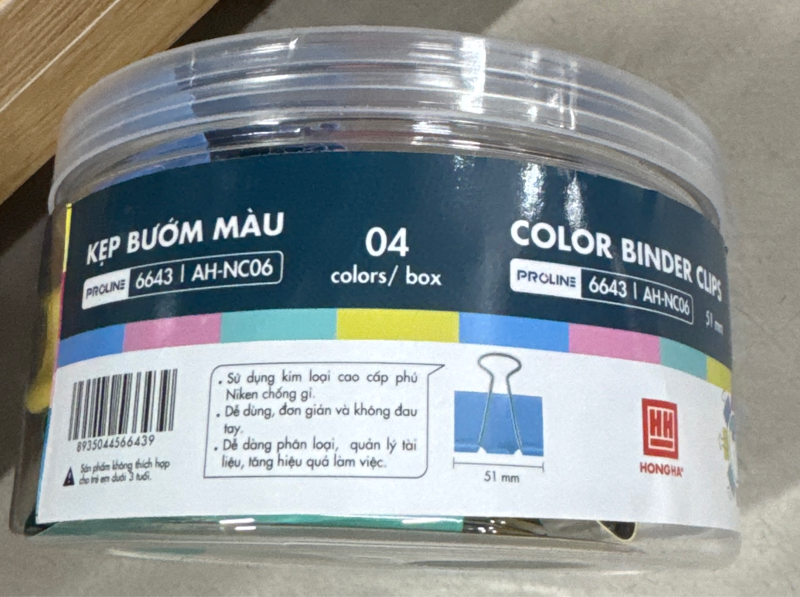 KẸP BƯỚM MÀU
PROLINE 6643 | AH-NC06
04
colors/ box
COLOR BINDER CLIPS
PROLINE 6643 | AH-NC06
51 mm
8935044566439
Sản phẩm không thích hợp
cho trẻ em dưới 3 tuổi.
• Sử dụng kim loại cao cấp phủ
Niken chống gỉ.
• Dễ dùng, đơn giản và không đau
tay.
• Dễ dàng phân loại, quản lý tài
liệu, tăng hiệu quả làm việc.
51 mm
HH
HONG HA